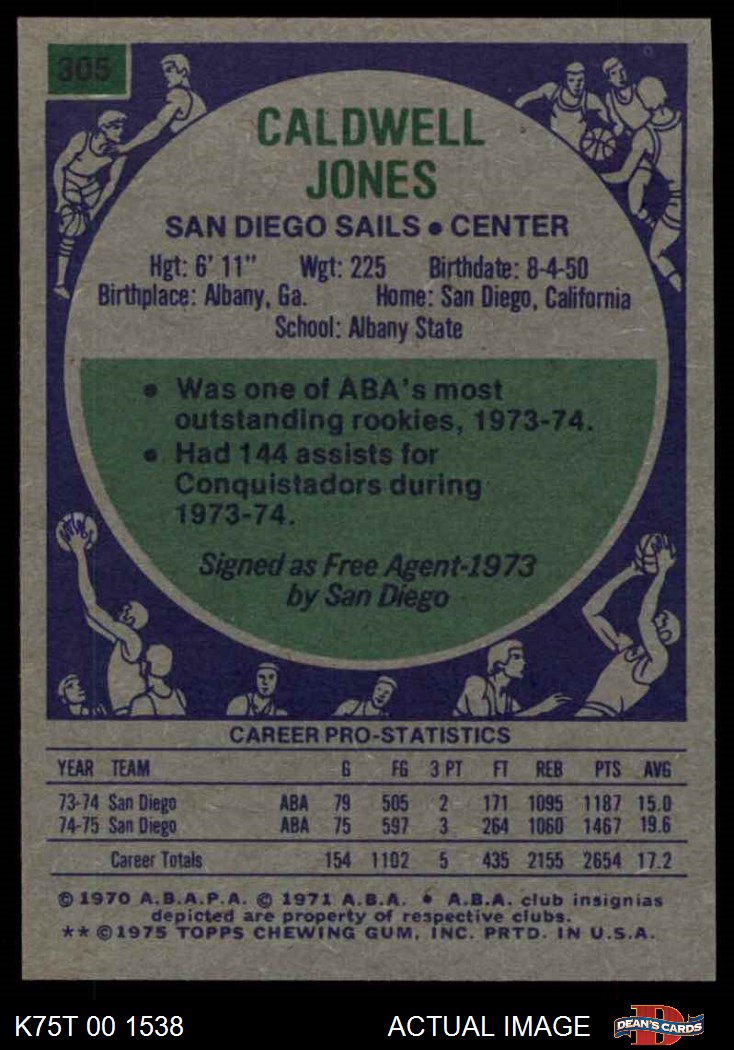 305
CALDWELL
JONES
SAN DIEGO SAILS • CENTER
Hgt: 6' 11" Wgt: 225 Birthdate: 8-4-50
Birthplace: Albany, Ga. Home: San Diego, California
School: Albany State
• Was one of ABA's most
outstanding rookies, 1973-74.
• Had 144 assists for
Conquistadors during
1973-74.
Signed as Free Agent-1973
by San Diego
CAREER PRO-STATISTICS
YEAR TEAM G FG 3 PT FT REB PTS AVG
73-74 San Diego ABA 79 505 2 171 1095 1187 15.0
74-75 San Diego ABA 75 597 3 264 1060 1467 19.6
Career Totals 154 1102 5 435 2155 2654 17.2
© 1970 A.B.A.P.A. © 1971 A.B.A. • A.B.A. club insignias
depicted are property of respective clubs.
** © 1975 TOPPS CHEWING GUM, INC. PRTD. IN U.S.A.
K75T 00 1538 ACTUAL IMAGE
D
DEAN'S CARDS